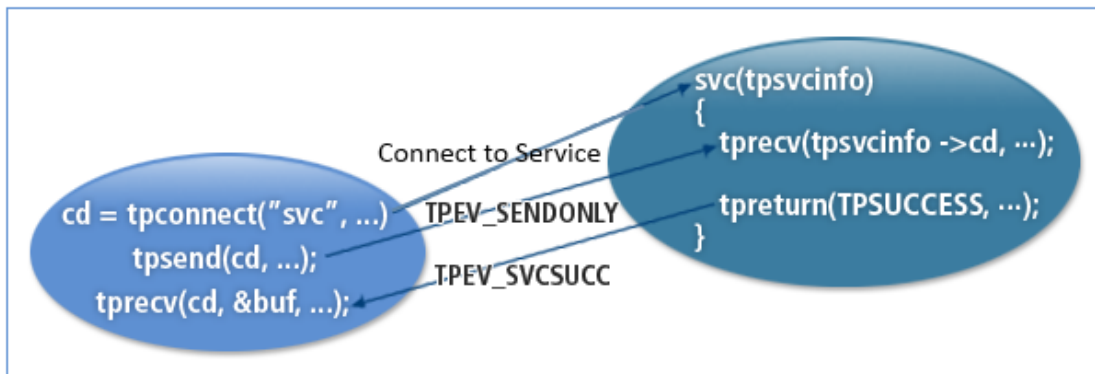 svc(tpsvcinfo)
{
tprecv(tpsvcinfo ->cd, ···);
tpreturn(TPSUCCESS, ···);
}
Connect to Service
TPEV_SENDONLY
TPEV_SVCSUCC
cd = tpconnect("svc", ...)
tpsend(cd, ...);
tprecv(cd, &buf, ...);